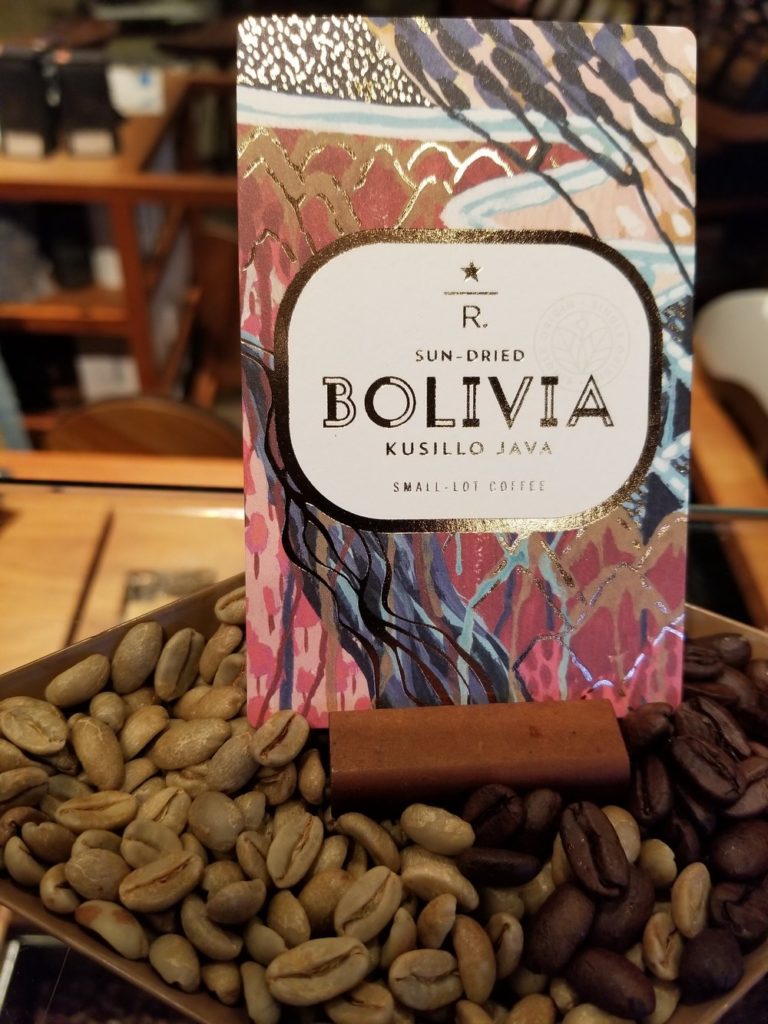 R.
SUN-DRIED
BOLIVIA
KUSILLO JAVA
SMALL-LOT COFFEE